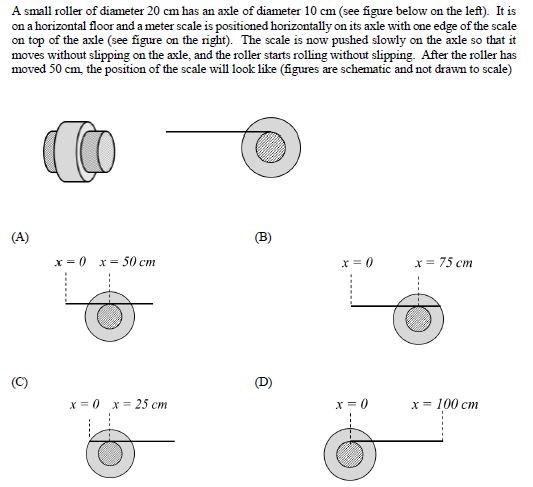 A small roller of diameter 20 cm has an axle of diameter 10 cm (see figure below on the left). It is
on a horizontal floor and a meter scale is positioned horizontally on its axle with one edge of the scale
on top of the axle (see figure on the right). The scale is now pushed slowly on the axle so that it
moves without slipping on the axle, and the roller starts rolling without slipping. After the roller has
moved 50 cm, the position of the scale will look like (figures are schematic and not drawn to scale)
(A)
x = 0 x = 50 cm
(B)
x = 0 x = 75 cm
(C)
x = 0 x = 25 cm
(D)
x = 0 x = 100 cm